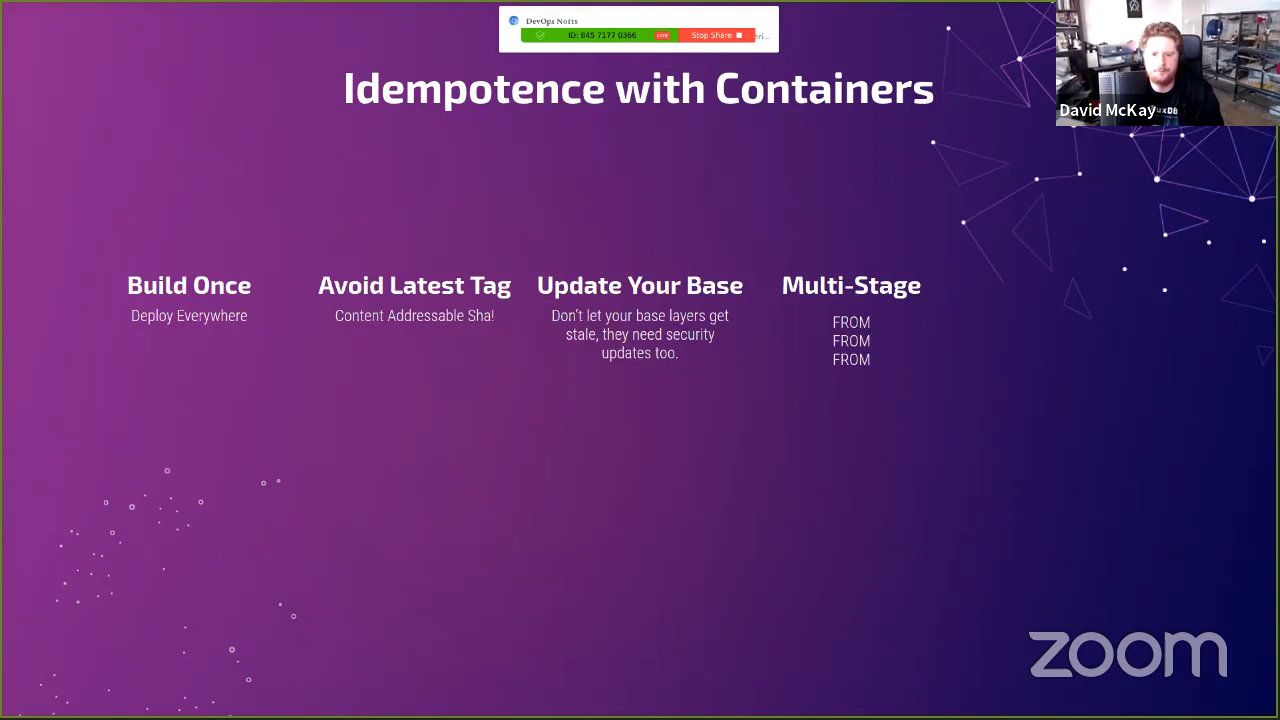 DevOps Notts
ID: 845 7177 0366
LIVE
Stop Share
Idempotence with Containers
David McKay
Build Once
Deploy Everywhere
Avoid Latest Tag
Content Addressable Sha!
Update Your Base
Don’t let your base layers get
stale, they need security
updates too.
Multi-Stage
FROM
FROM
FROM
zoom